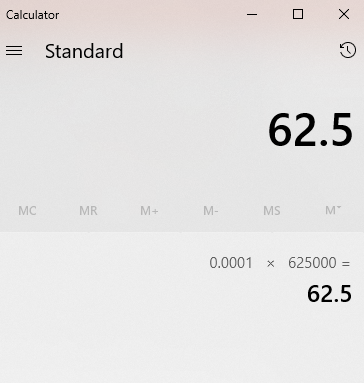 Calculator
Standard
62.5
MC MR M+ M- MS M˅
0.0001 × 625000 =
62.5